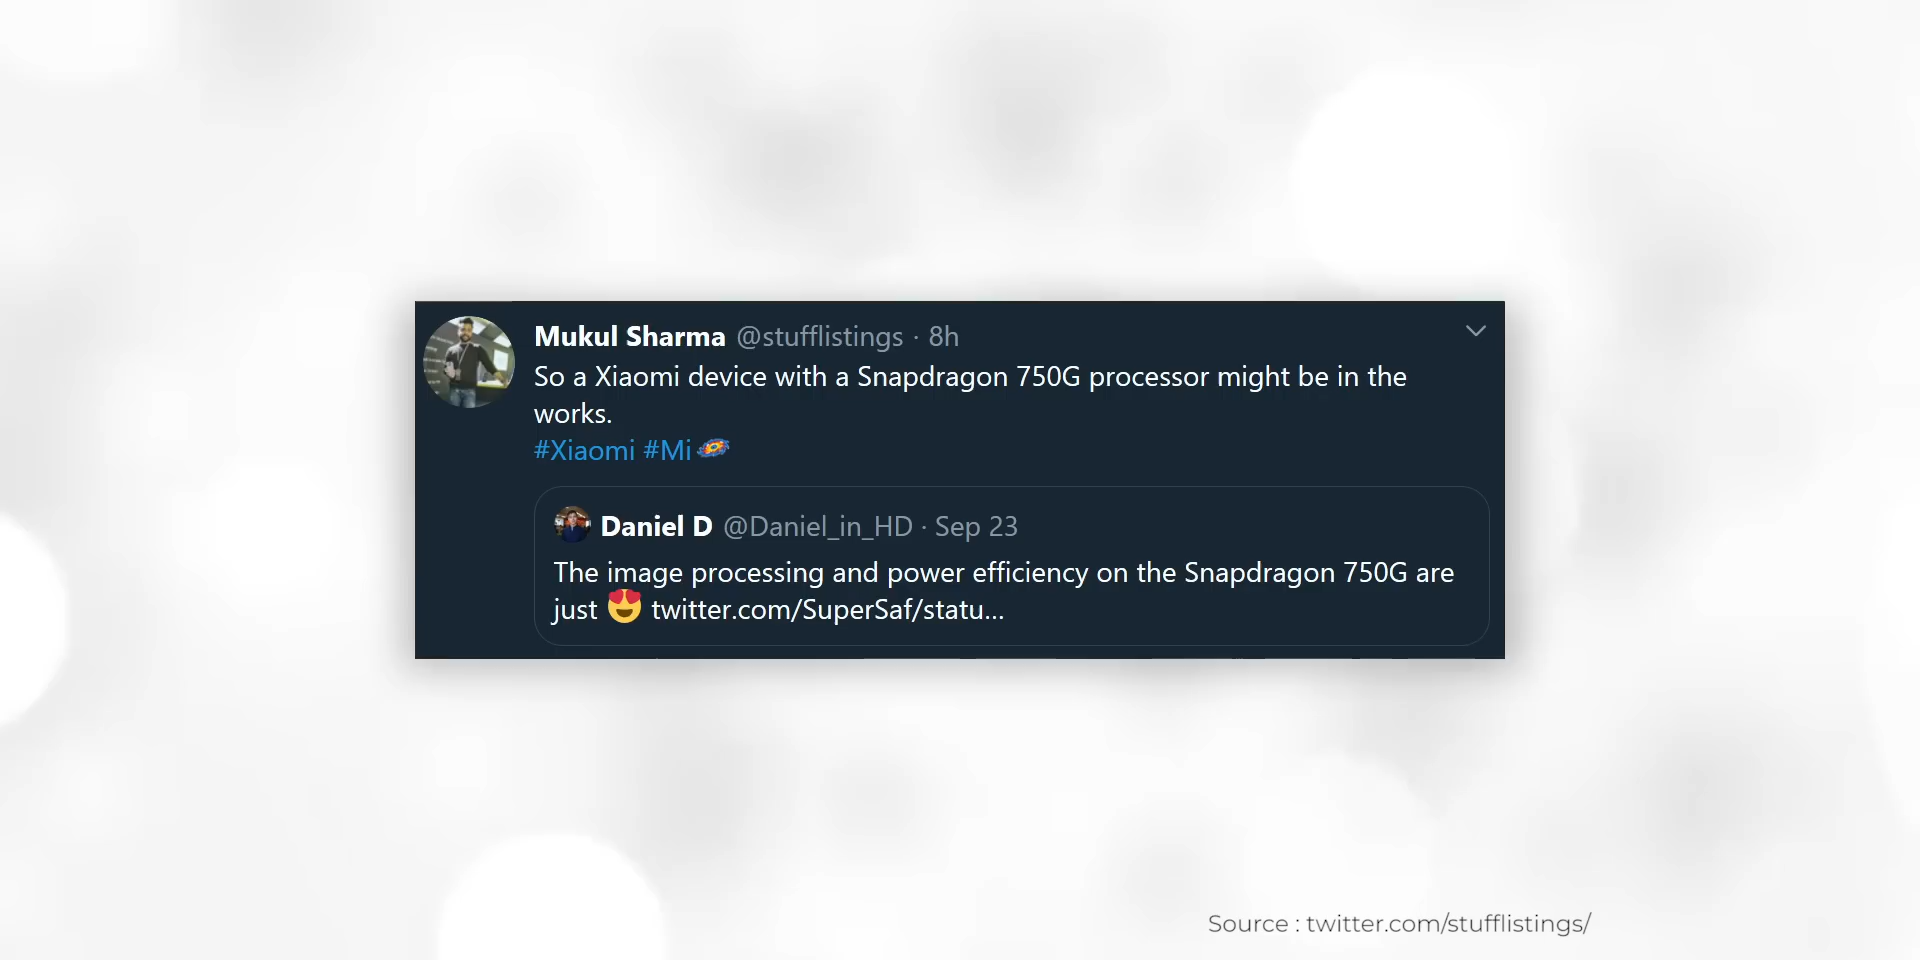 Mukul Sharma @stufflistings · 8h
So a Xiaomi device with a Snapdragon 750G processor might be in the
works.
#Xiaomi #Mi
Daniel D @Daniel_in_HD · Sep 23
The image processing and power efficiency on the Snapdragon 750G are
just 😍 twitter.com/SuperSaf/statu...
Source : twitter.com/stufflistings/